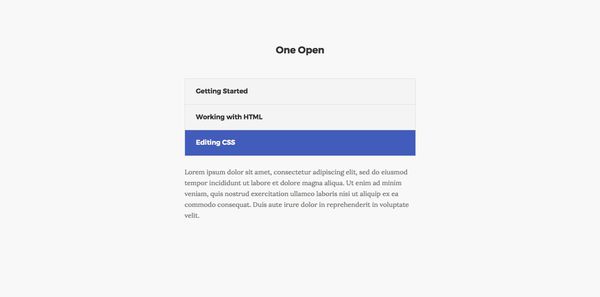 One Open
Getting Started
Working with HTML
Editing CSS
Lorem ipsum dolor sit amet, consectetur adipiscing elit, sed do eiusmod
tempor incididunt ut labore et dolore magna aliqua. Ut enim ad minim
veniam, quis nostrud exercitation ullamco laboris nisi ut aliquip ex ea
commodo consequat. Duis aute irure dolor in reprehenderit in voluptate
velit.